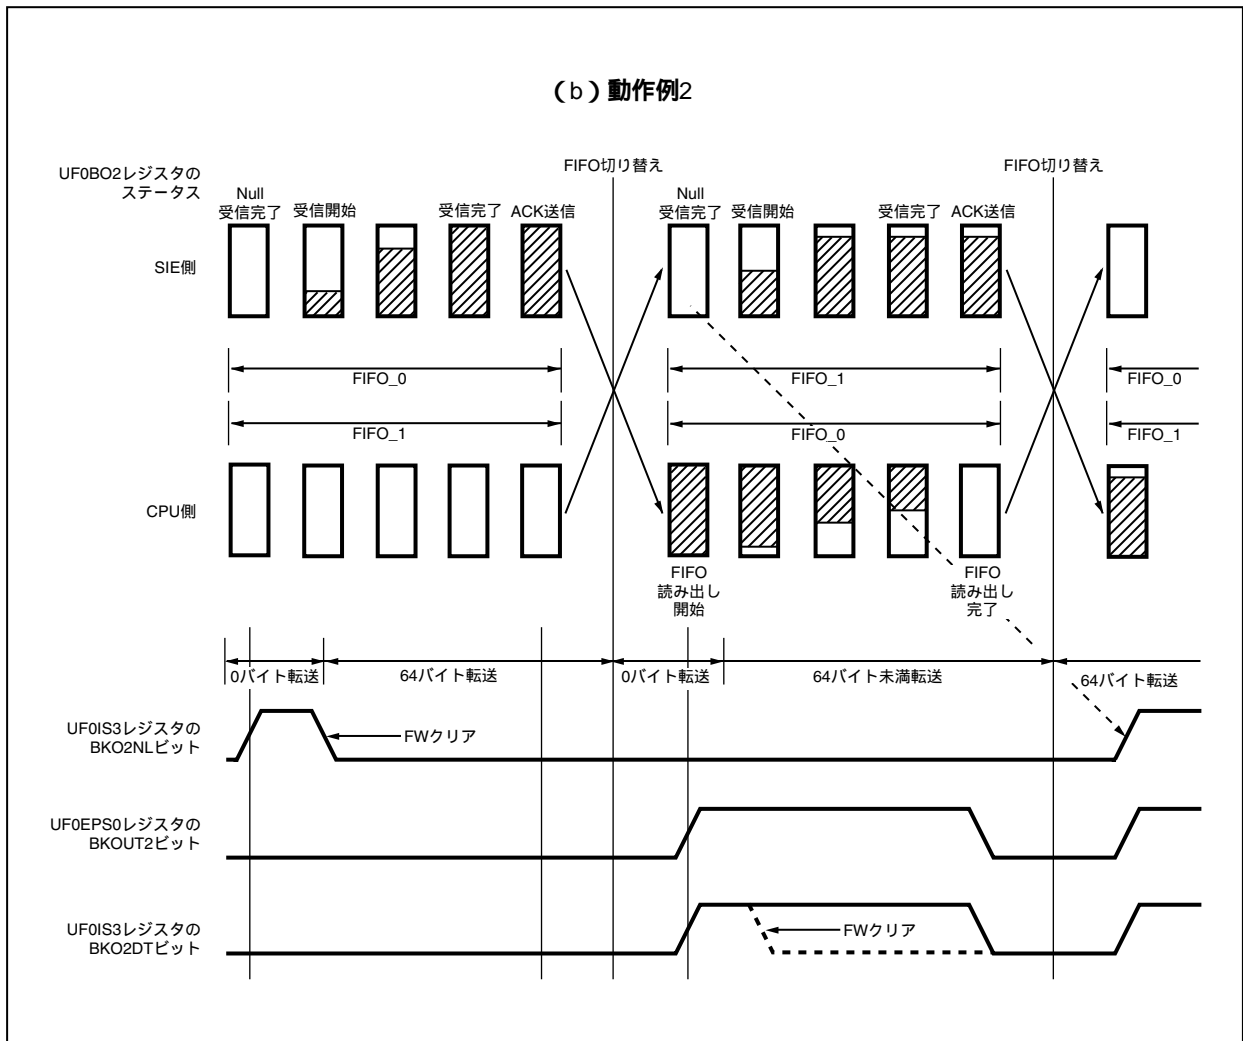 (b)動作例2
FIFO切り替え
FIFO切り替え
UF0BO2レジスタの
ステータス
Null
受信完了
受信開始
受信完了
ACK送信
Null
受信完了
受信開始
受信完了
ACK送信
SIE側
FIFO_0
FIFO_1
FIFO_0
FIFO_1
FIFO_0
FIFO_1
CPU側
FIFO
読み出し
開始
FIFO
読み出し
完了
0バイト転送
64バイト転送
0バイト転送
64バイト未満転送
64バイト転送
UF0IS3レジスタの
BKO2NLビット
FWクリア
UF0EPS0レジスタの
BKOUT2ビット
UF0IS3レジスタの
BKO2DTビット
FWクリア